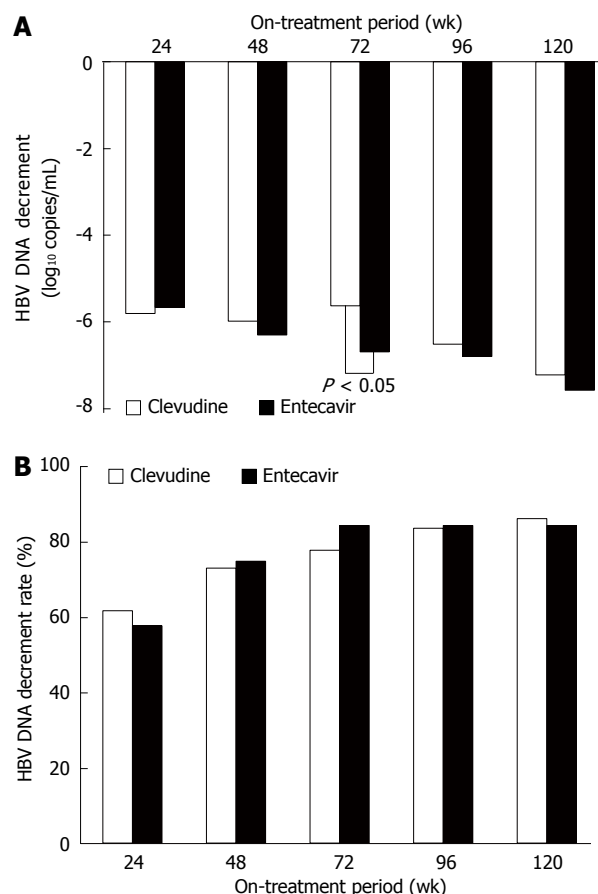 A
On-treatment period (wk)
24 48 72 96 120
0
-2
-4
-6
-8
HBV DNA decrement
(log₁₀ copies/mL)
P < 0.05
Clevudine Entecavir
B
100
80
60
40
20
0
HBV DNA decrement rate (%)
Clevudine Entecavir
24 48 72 96 120
On-treatment period (wk)